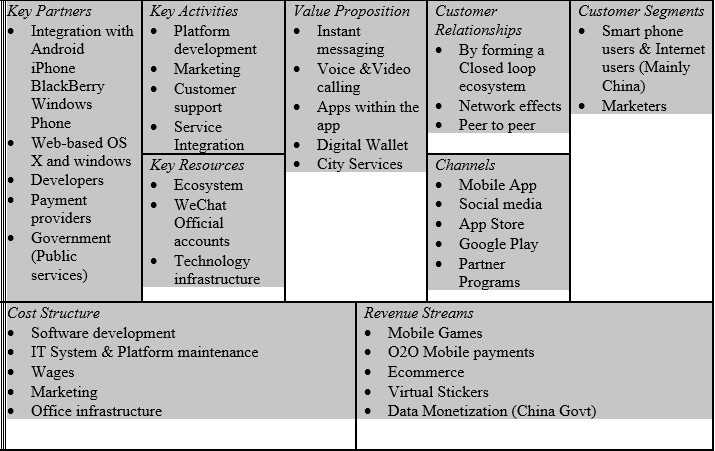 Key Partners
• Integration with
Android
iPhone
BlackBerry
Windows
Phone
• Web-based OS
X and windows
• Developers
• Payment
providers
• Government
(Public
services)
Key Activities
• Platform
development
• Marketing
• Customer
support
• Service
Integration
Key Resources
• Ecosystem
• WeChat
Official
accounts
• Technology
infrastructure
Value Proposition
• Instant
messaging
• Voice &Video
calling
• Apps within the
app
• Digital Wallet
• City Services
Customer
Relationships
• By forming a
Closed loop
ecosystem
• Network effects
• Peer to peer
Channels
• Mobile App
• Social media
• App Store
• Google Play
• Partner
Programs
Customer Segments
• Smart phone
users & Internet
users (Mainly
China)
• Marketers
Cost Structure
• Software development
• IT System & Platform maintenance
• Wages
• Marketing
• Office infrastructure
Revenue Streams
• Mobile Games
• O2O Mobile payments
• Ecommerce
• Virtual Stickers
• Data Monetization (China Govt)